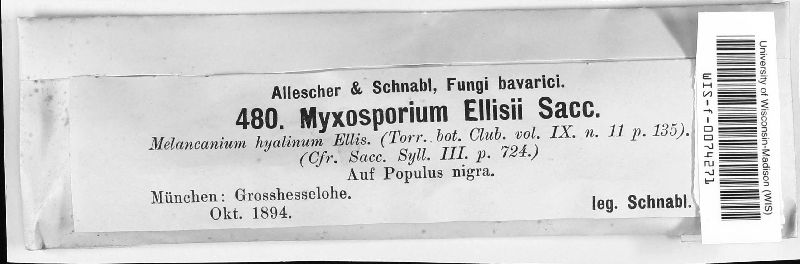 Allescher & Schnabl, Fungi bavarici.
480. Myxosporium Ellisii Sacc.
Melancanium hyalinum Ellis. (Torr. bot. Club. vol. IX. n. 11 p. 135).
(Cfr. Sacc. Syll. III. p. 724.)
Auf Populus nigra.
München: Grosshesselohe.
Okt. 1894.
leg. Schnabl.
University of Wisconsin-Madison (WIS)
WIS-f-0074271